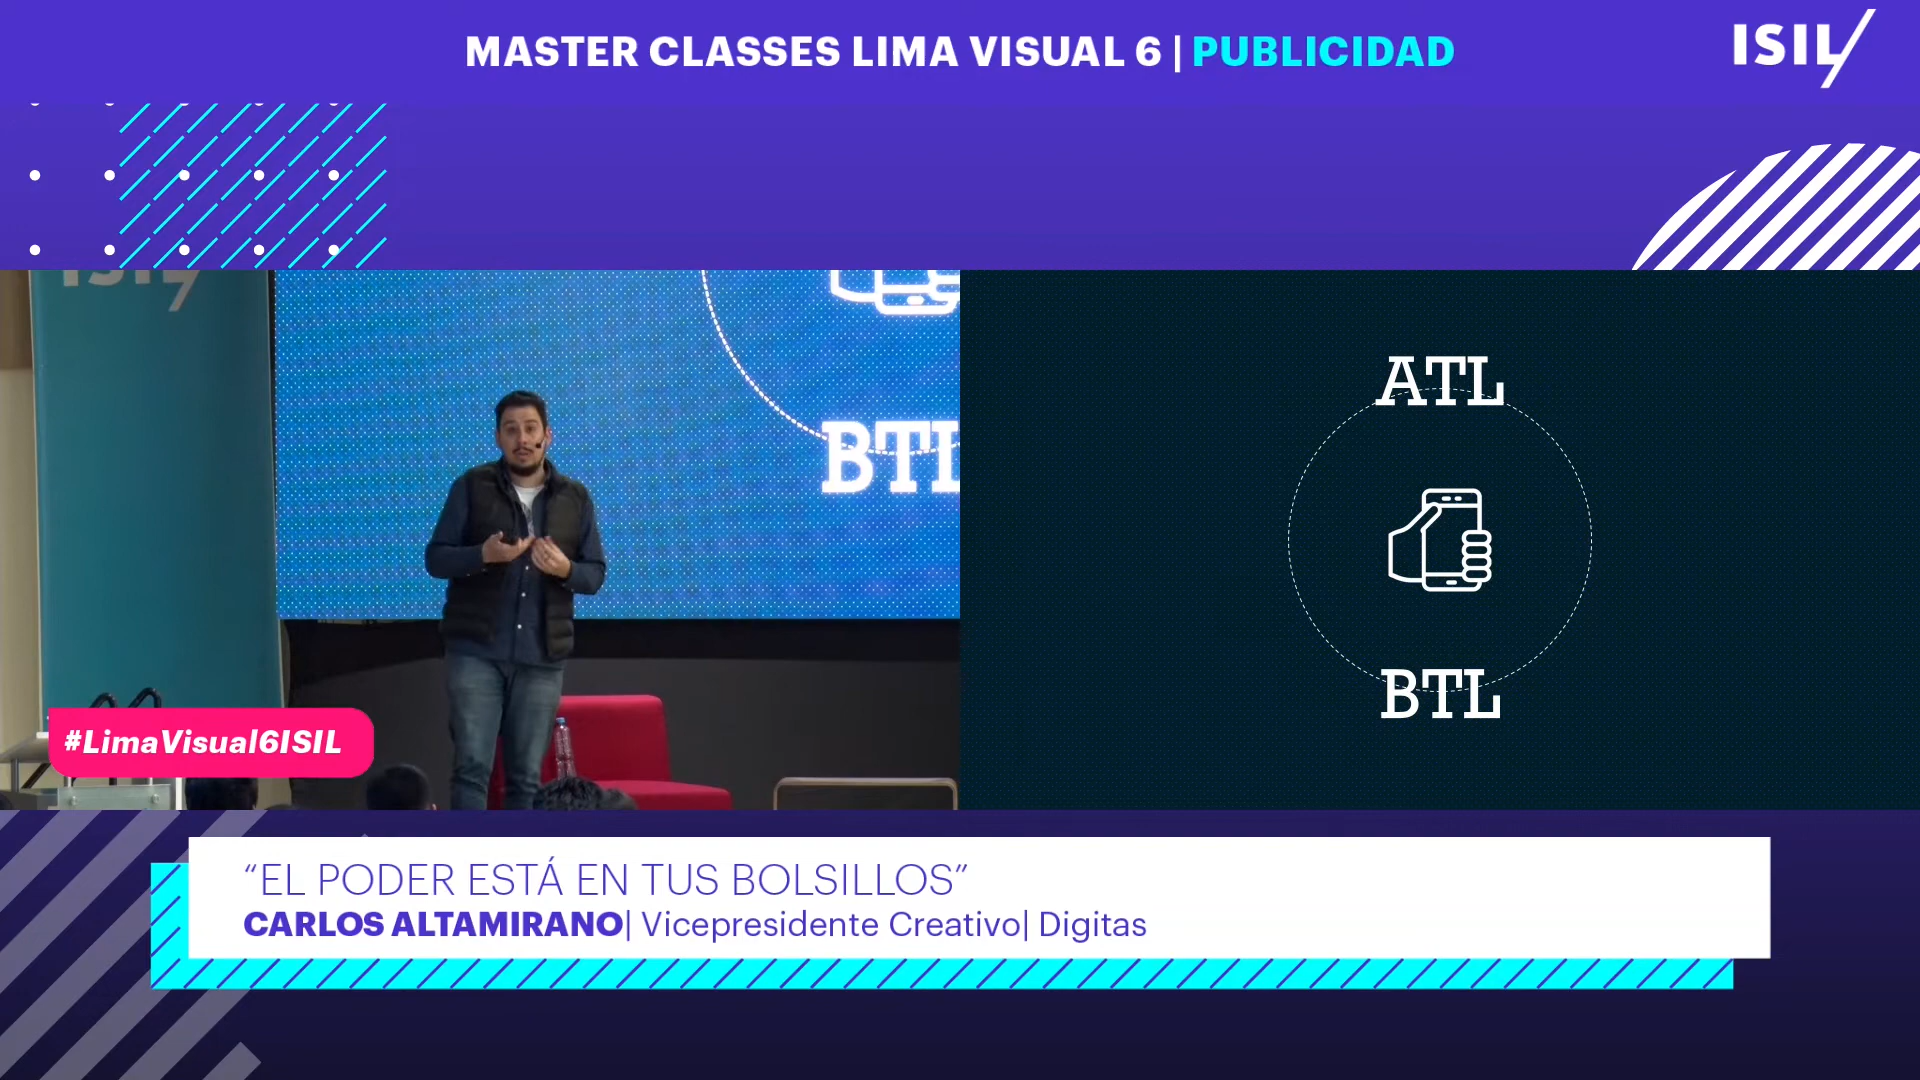 MASTER CLASSES LIMA VISUAL 6 | PUBLICIDAD
ISIL
ISIL
BTL
ATL
BTL
#LimaVisual6ISIL
“EL PODER ESTÁ EN TUS BOLSILLOS”
CARLOS ALTAMIRANO| Vicepresidente Creativo| Digitas